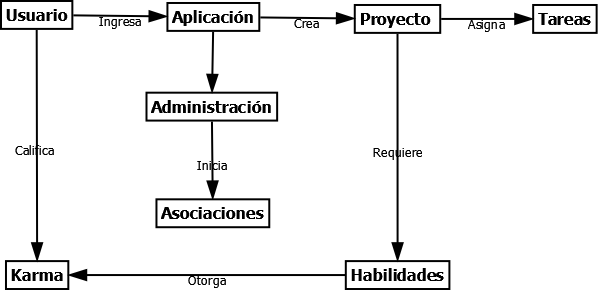 Usuario
Ingresa
Aplicación
Crea
Proyecto
Asigna
Tareas
Administración
Califica
Inicia
Requiere
Asociaciones
Karma
Otorga
Habilidades